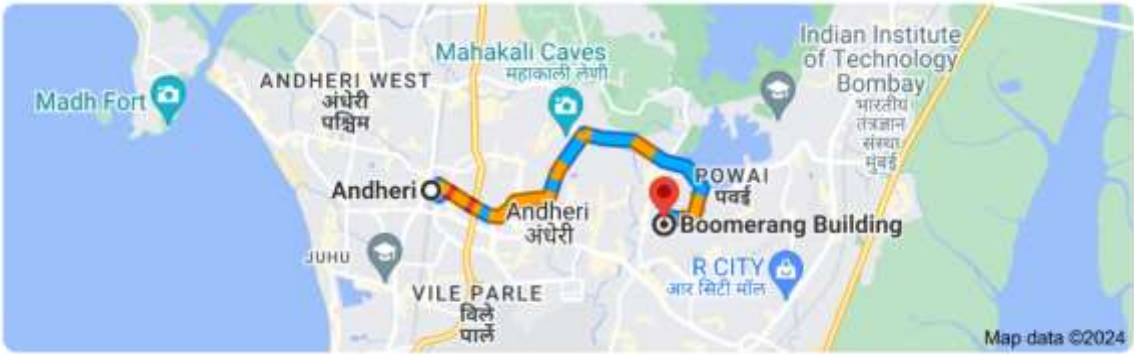 Madh Fort
ANDHERI WEST
अंधेरी
पश्चिम
Mahakali Caves
महाकाली लेणी
Indian Institute
of Technology
Bombay
भारतीय
तंत्रज्ञान
संस्था
मुंबई
Andheri
Andheri
अंधेरी
POWAI
पवई
Boomerang Building
JUHU
VILE PARLE
विले
पार्ले
R CITY
आर सिटी मॉल
Map data ©2024